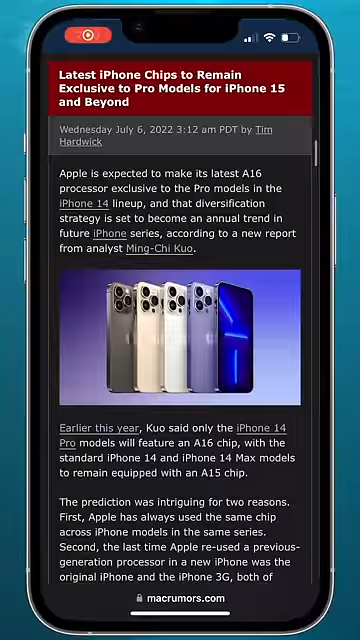 Latest iPhone Chips to Remain
Exclusive to Pro Models for iPhone 15
and Beyond
Wednesday July 6, 2022 3:12 am PDT by Tim
Hardwick
Apple is expected to make its latest A16
processor exclusive to the Pro models in the
iPhone 14 lineup, and that diversification
strategy is set to become an annual trend in
future iPhone series, according to a new report
from analyst Ming-Chi Kuo.
Earlier this year, Kuo said only the iPhone 14
Pro models will feature an A16 chip, with the
standard iPhone 14 and iPhone 14 Max models
to remain equipped with an A15 chip.
The prediction was intriguing for two reasons.
First, Apple has always used the same chip
across iPhone models in the same series.
Second, the last time Apple re-used a previous-
generation processor in a new iPhone was the
original iPhone and the iPhone 3G, both of
macrumors.com